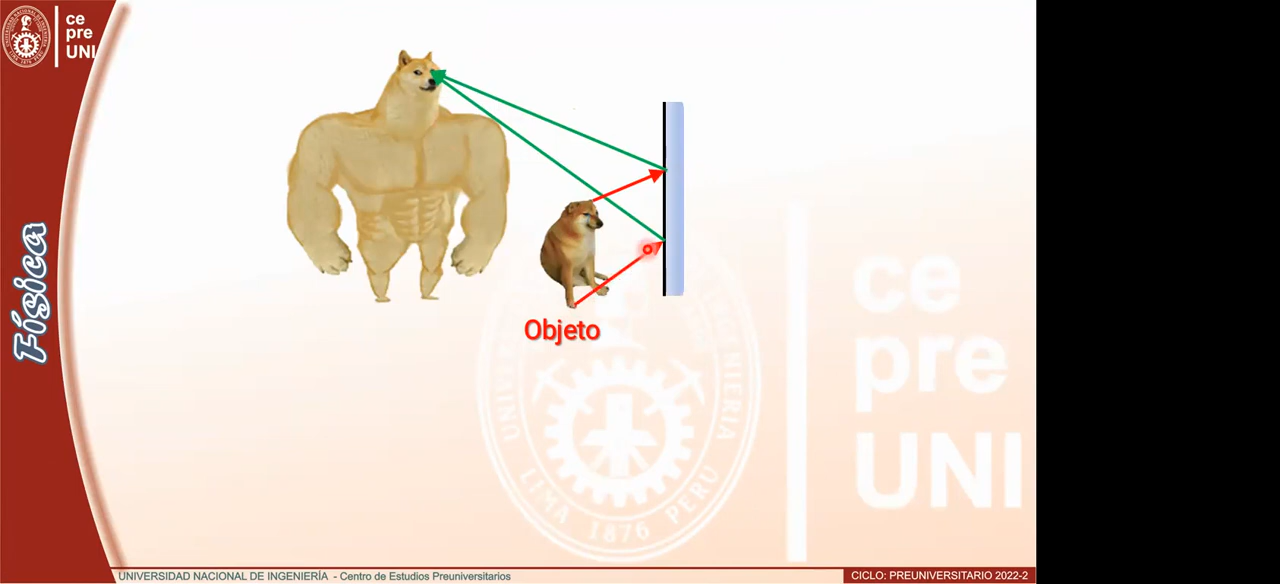 ce
pre
UNI
Física
Objeto
ce
pre
UNI
LIMA 1876 PERU
UNIVERSIDAD NACIONAL DE INGENIERÍA - Centro de Estudios Preuniversitarios
CICLO: PREUNIVERSITARIO 2022-2